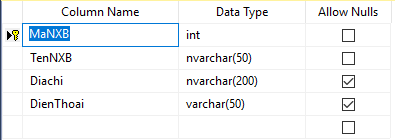 Column Name Data Type Allow Nulls
MaNXB int
TenNXB nvarchar(50)
Diachi nvarchar(200)
DienThoai varchar(50)